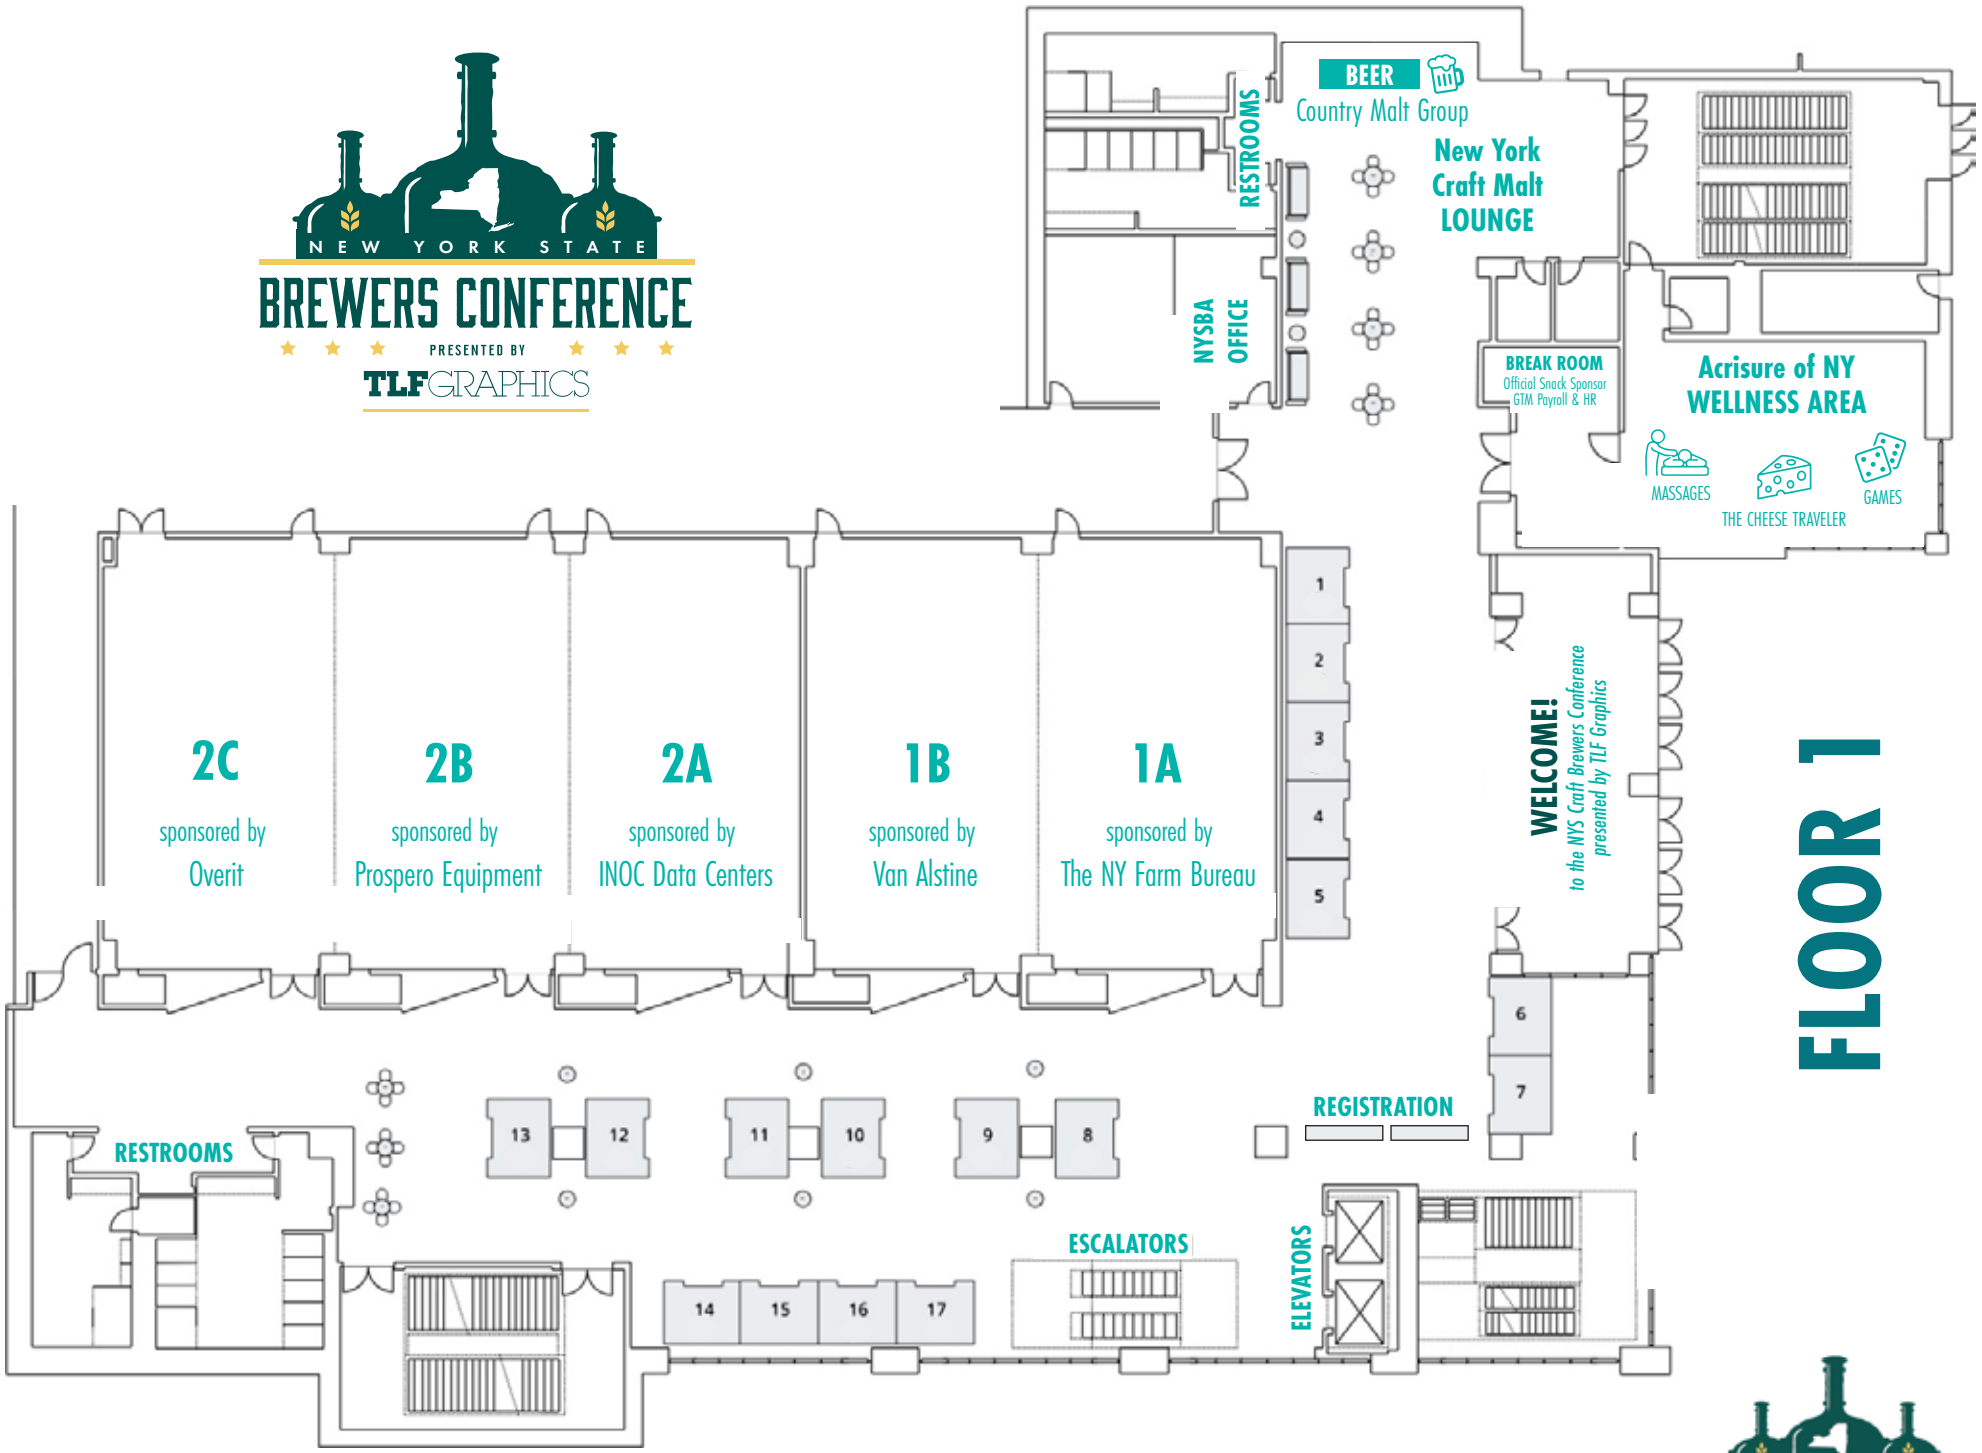 NEW YORK STATE
BREWERS CONFERENCE
PRESENTED BY
TLFGRAPHICS
BEER
Country Malt Group
New York
Craft Malt
LOUNGE
RESTROOMS
NYSBA
OFFICE
BREAK ROOM
Official Snack Sponsor
GTM Payroll & HR
Acrisure of NY
WELLNESS AREA
MASSAGES
THE CHEESE TRAVELER
GAMES
2C
sponsored by
Overit
2B
sponsored by
Prospero Equipment
2A
sponsored by
INOC Data Centers
1B
sponsored by
Van Alstine
1A
sponsored by
The NY Farm Bureau
1
2
3
4
5
WELCOME!
to the NYS Craft Brewers Conference
presented by TLF Graphics
FLOOR 1
6
7
REGISTRATION
13
12
11
10
9
8
RESTROOMS
ESCALATORS
ELEVATORS
14
15
16
17